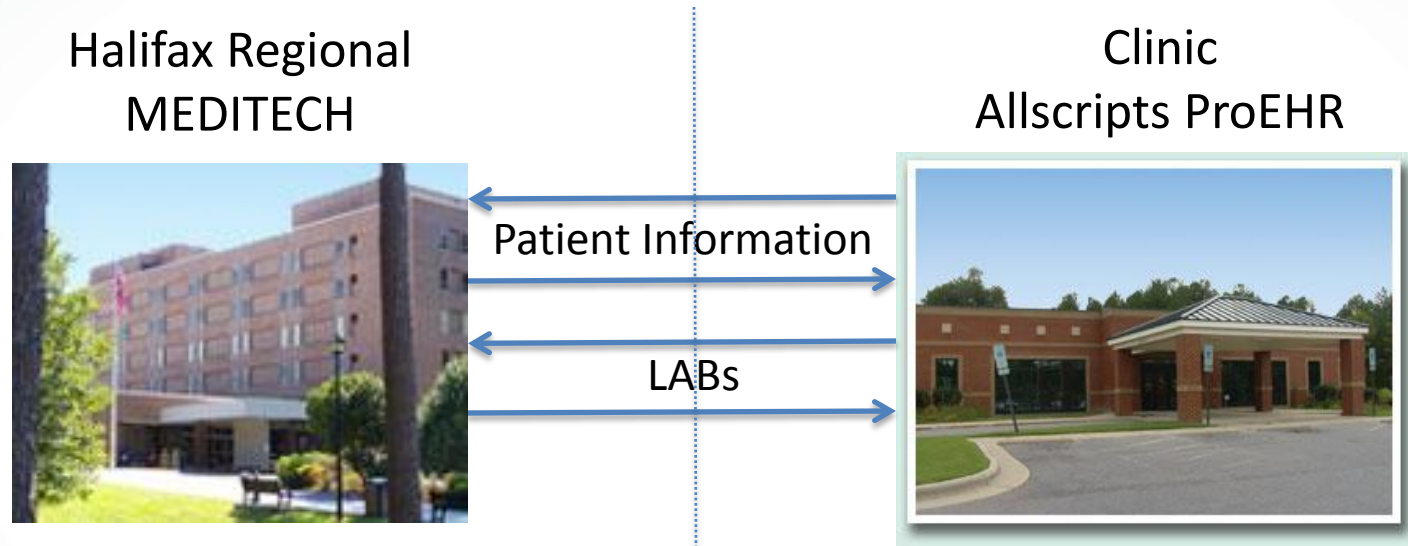 Halifax Regional
MEDITECH
Clinic
Allscripts ProEHR
Patient Information
LABs